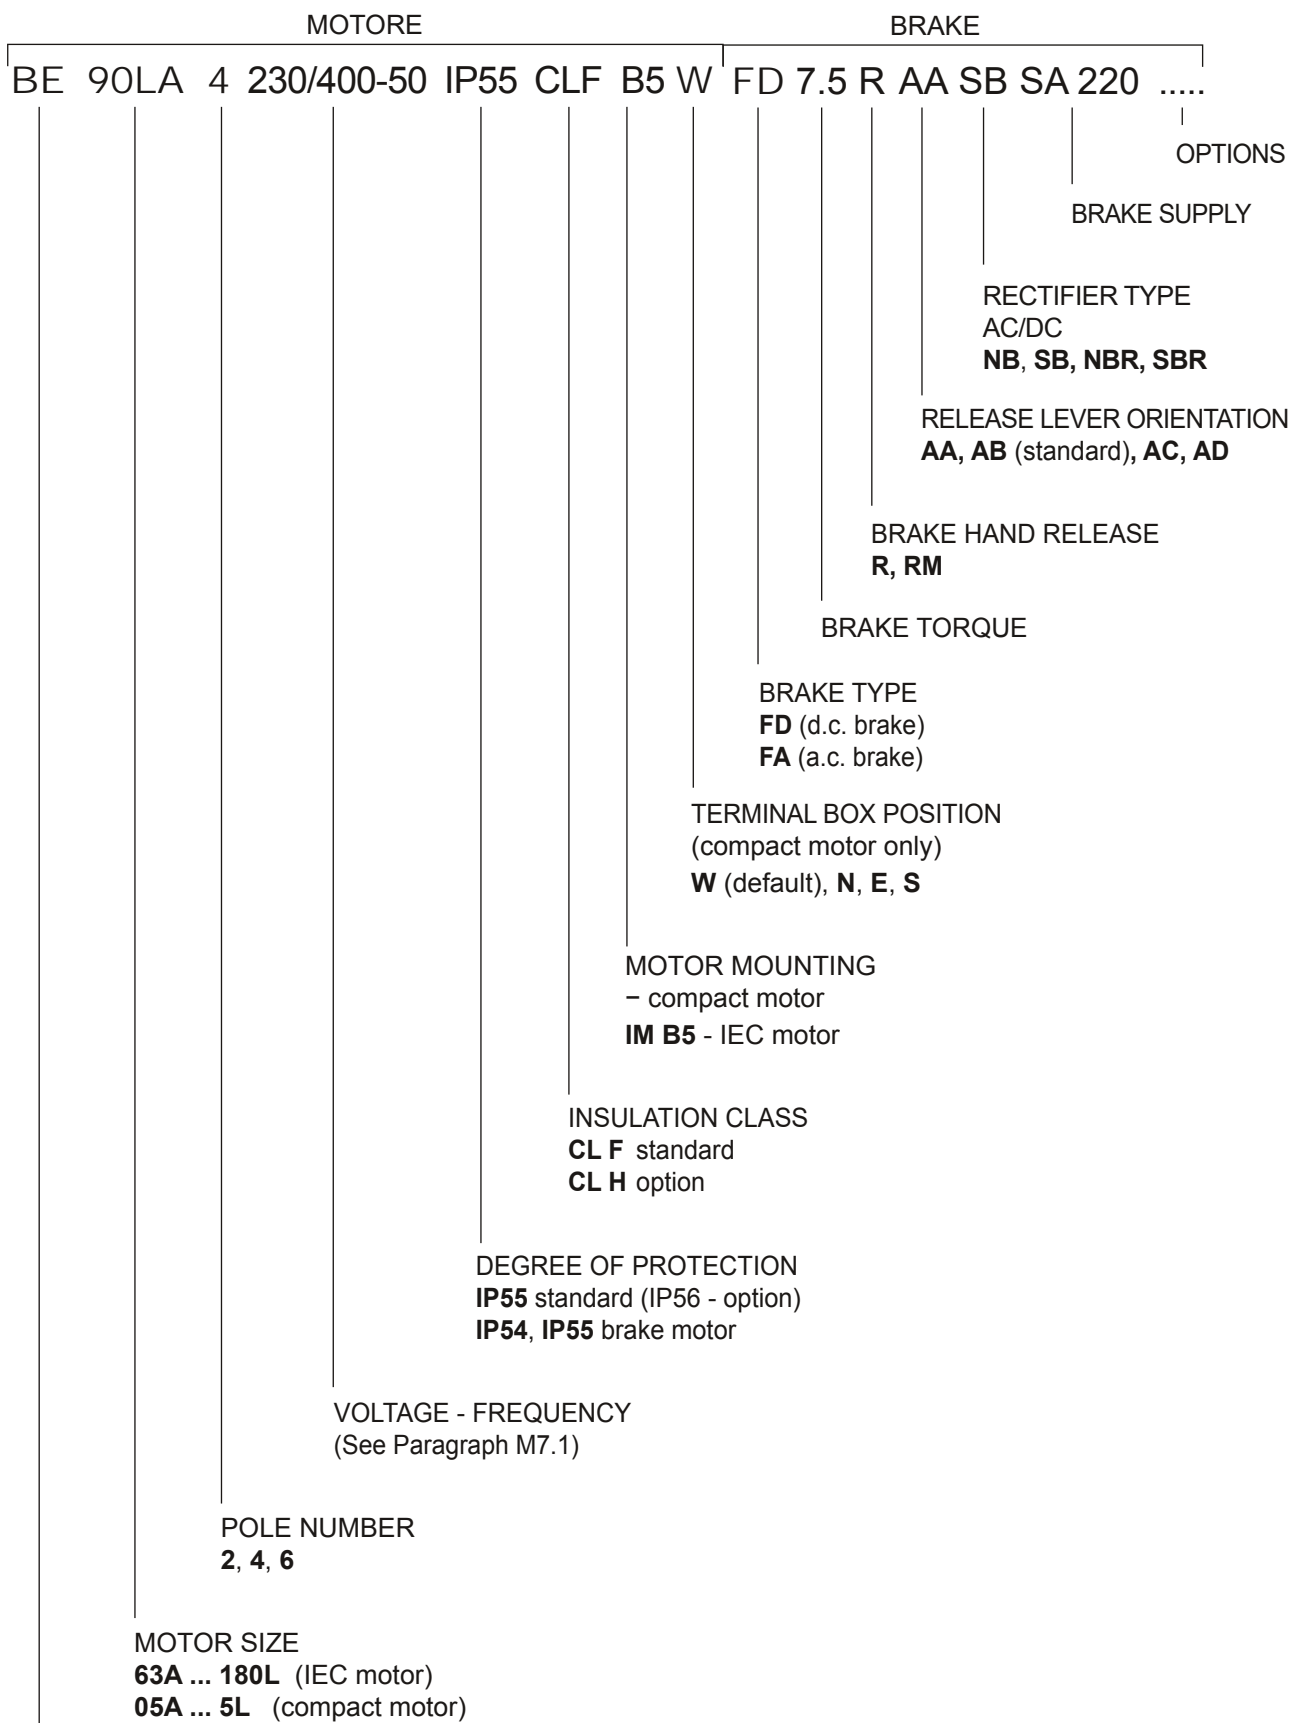 MOTORE BRAKE
BE 90LA 4 230/400-50 IP55 CLF B5 W FD 7.5 R AA SB SA 220 .....
OPTIONS
BRAKE SUPPLY
RECTIFIER TYPE
AC/DC
NB, SB, NBR, SBR
RELEASE LEVER ORIENTATION
AA, AB (standard), AC, AD
BRAKE HAND RELEASE
R, RM
BRAKE TORQUE
BRAKE TYPE
FD (d.c. brake)
FA (a.c. brake)
TERMINAL BOX POSITION
(compact motor only)
W (default), N, E, S
MOTOR MOUNTING
− compact motor
IM B5 - IEC motor
INSULATION CLASS
CL F standard
CL H option
DEGREE OF PROTECTION
IP55 standard (IP56 - option)
IP54, IP55 brake motor
VOLTAGE - FREQUENCY
(See Paragraph M7.1)
POLE NUMBER
2, 4, 6
MOTOR SIZE
63A ... 180L (IEC motor)
05A ... 5L (compact motor)